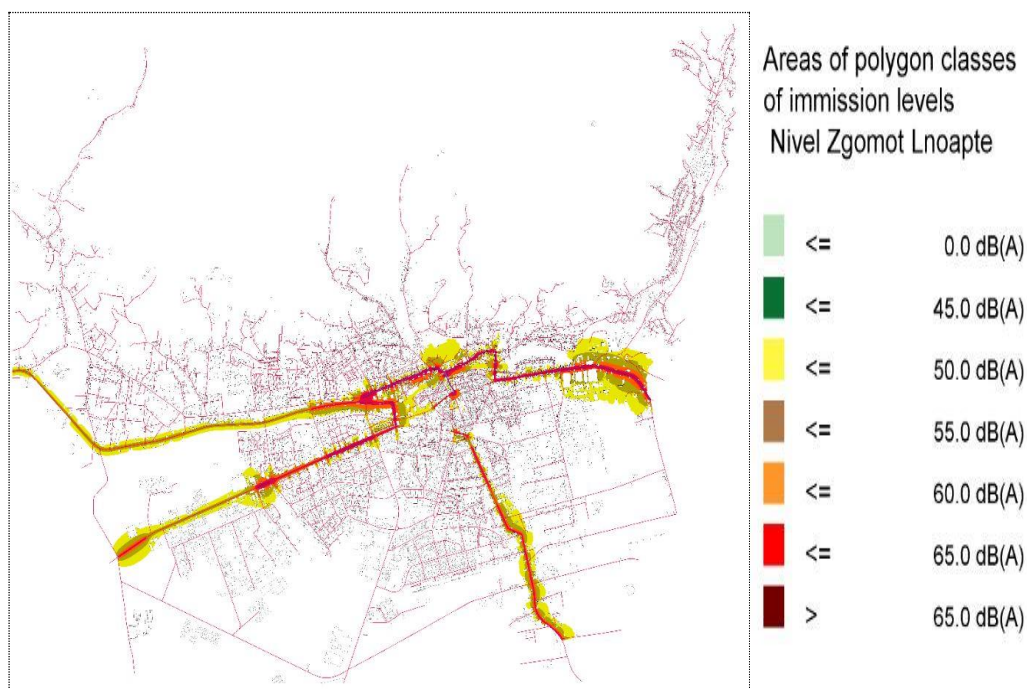 Areas of polygon classes
of immission levels
Nivel Zgomot Lnoapte
<= 0.0 dB(A)
<= 45.0 dB(A)
<= 50.0 dB(A)
<= 55.0 dB(A)
<= 60.0 dB(A)
<= 65.0 dB(A)
> 65.0 dB(A)